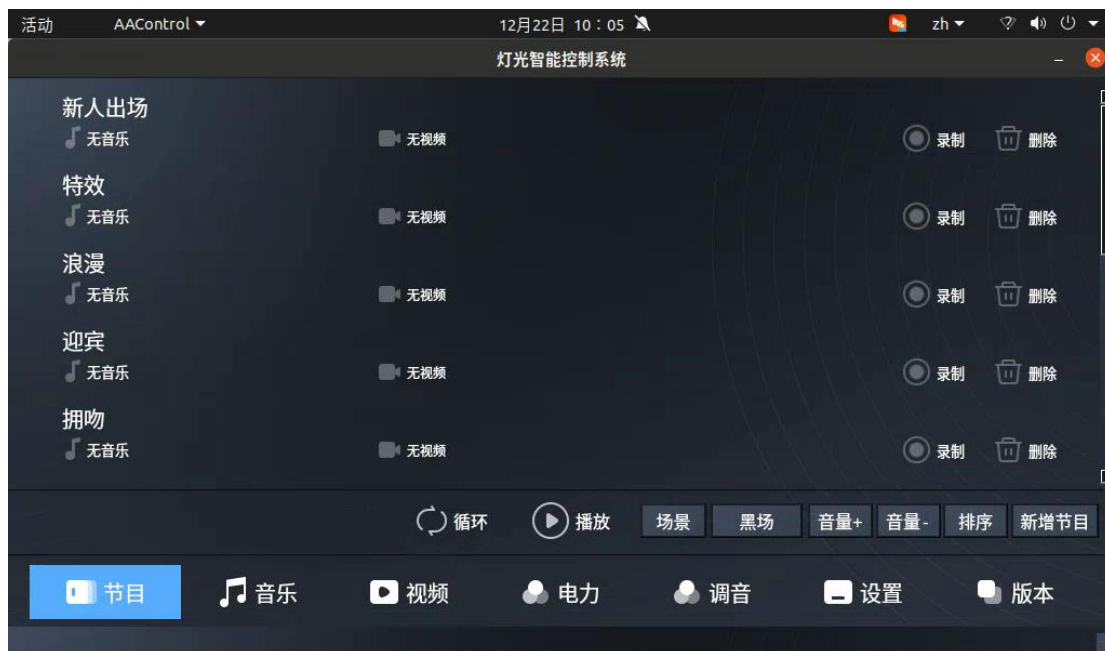 活动 AAControl 12月22日 10：05 zh
灯光智能控制系统
新人出场
无音乐 无视频 录制 删除
特效
无音乐 无视频 录制 删除
浪漫
无音乐 无视频 录制 删除
迎宾
无音乐 无视频 录制 删除
拥吻
无音乐 无视频 录制 删除
循环 播放 场景 黑场 音量+ 音量- 排序 新增节目
节目 音乐 视频 电力 调音 设置 版本